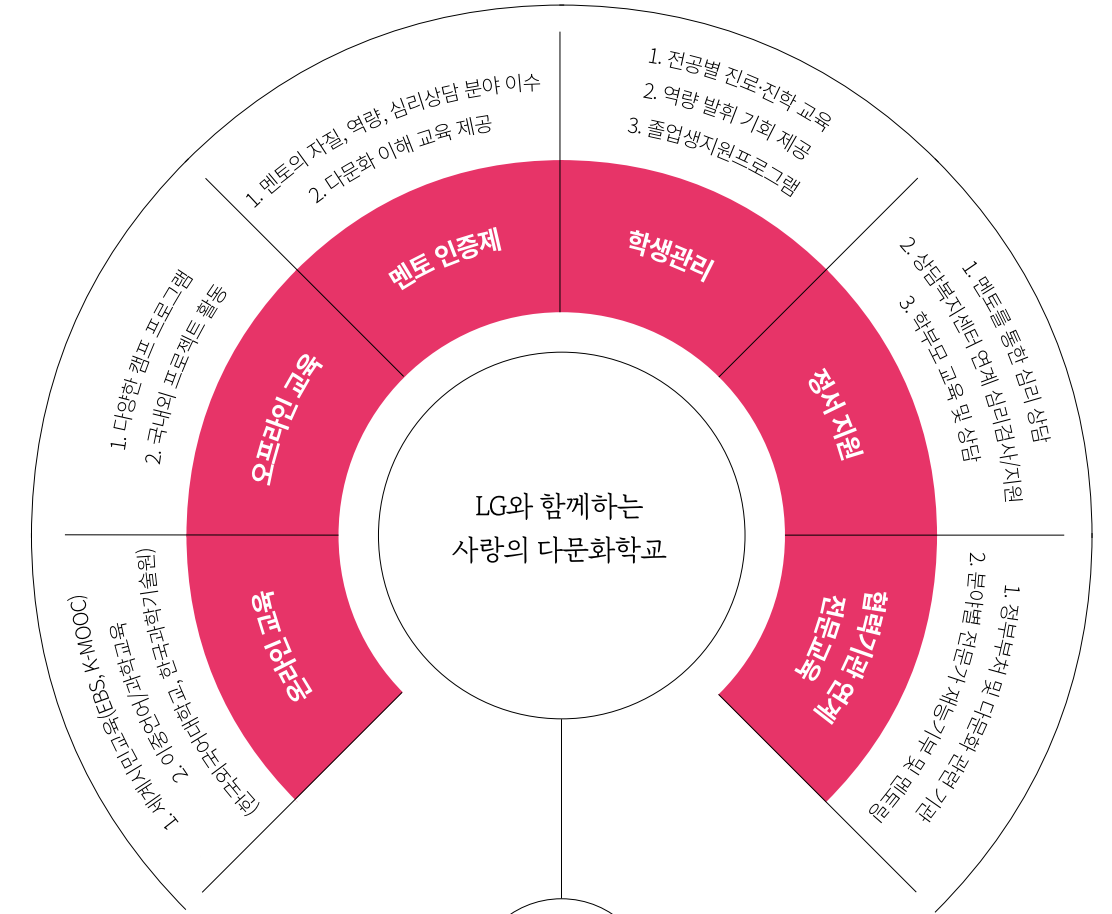 LG와 함께하는
사랑의 다문화학교
온라인 교육
1. 세계시민교육(EBS, K-MOOC)
2. 이중언어/과학교육
(한국외국어대학교, 한국과학기술원)
오프라인 교육
1. 다양한 캠프 프로그램
2. 국내외 프로젝트 활동
멘토 인증제
1. 멘토의 자질, 역량, 심리상담 분야 이수
2. 다문화 이해 교육 제공
학생관리
1. 전공별 진로·진학 교육
2. 역량 발휘 기회 제공
3. 졸업생지원프로그램
정서 지원
1. 멘토를 통한 심리 상담
2. 상담복지센터 연계 심리검사/지원
3. 학부모 교육 및 상담
협력기관 연계
전문교육
1. 정부부처 및 다문화 관련 기관
2. 분야별 전문가 재능기부 및 멘토링